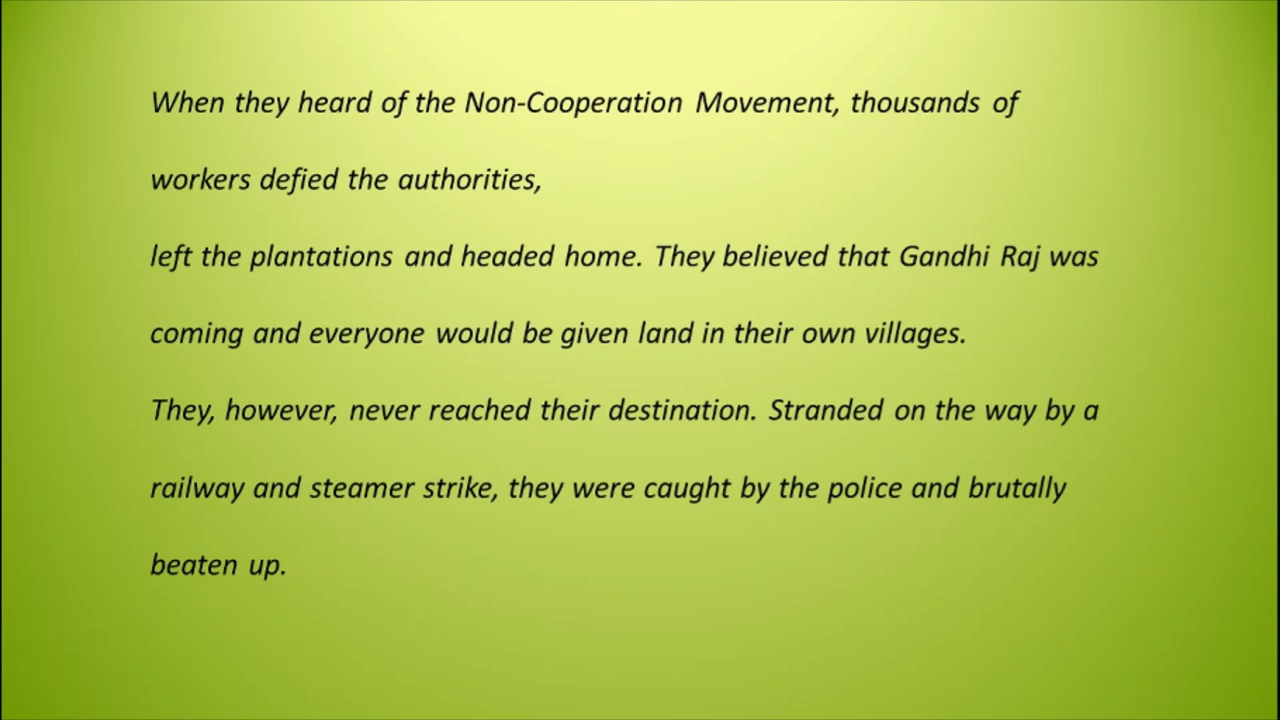 When they heard of the Non-Cooperation Movement, thousands of
workers defied the authorities,
left the plantations and headed home. They believed that Gandhi Raj was
coming and everyone would be given land in their own villages.
They, however, never reached their destination. Stranded on the way by a
railway and steamer strike, they were caught by the police and brutally
beaten up.